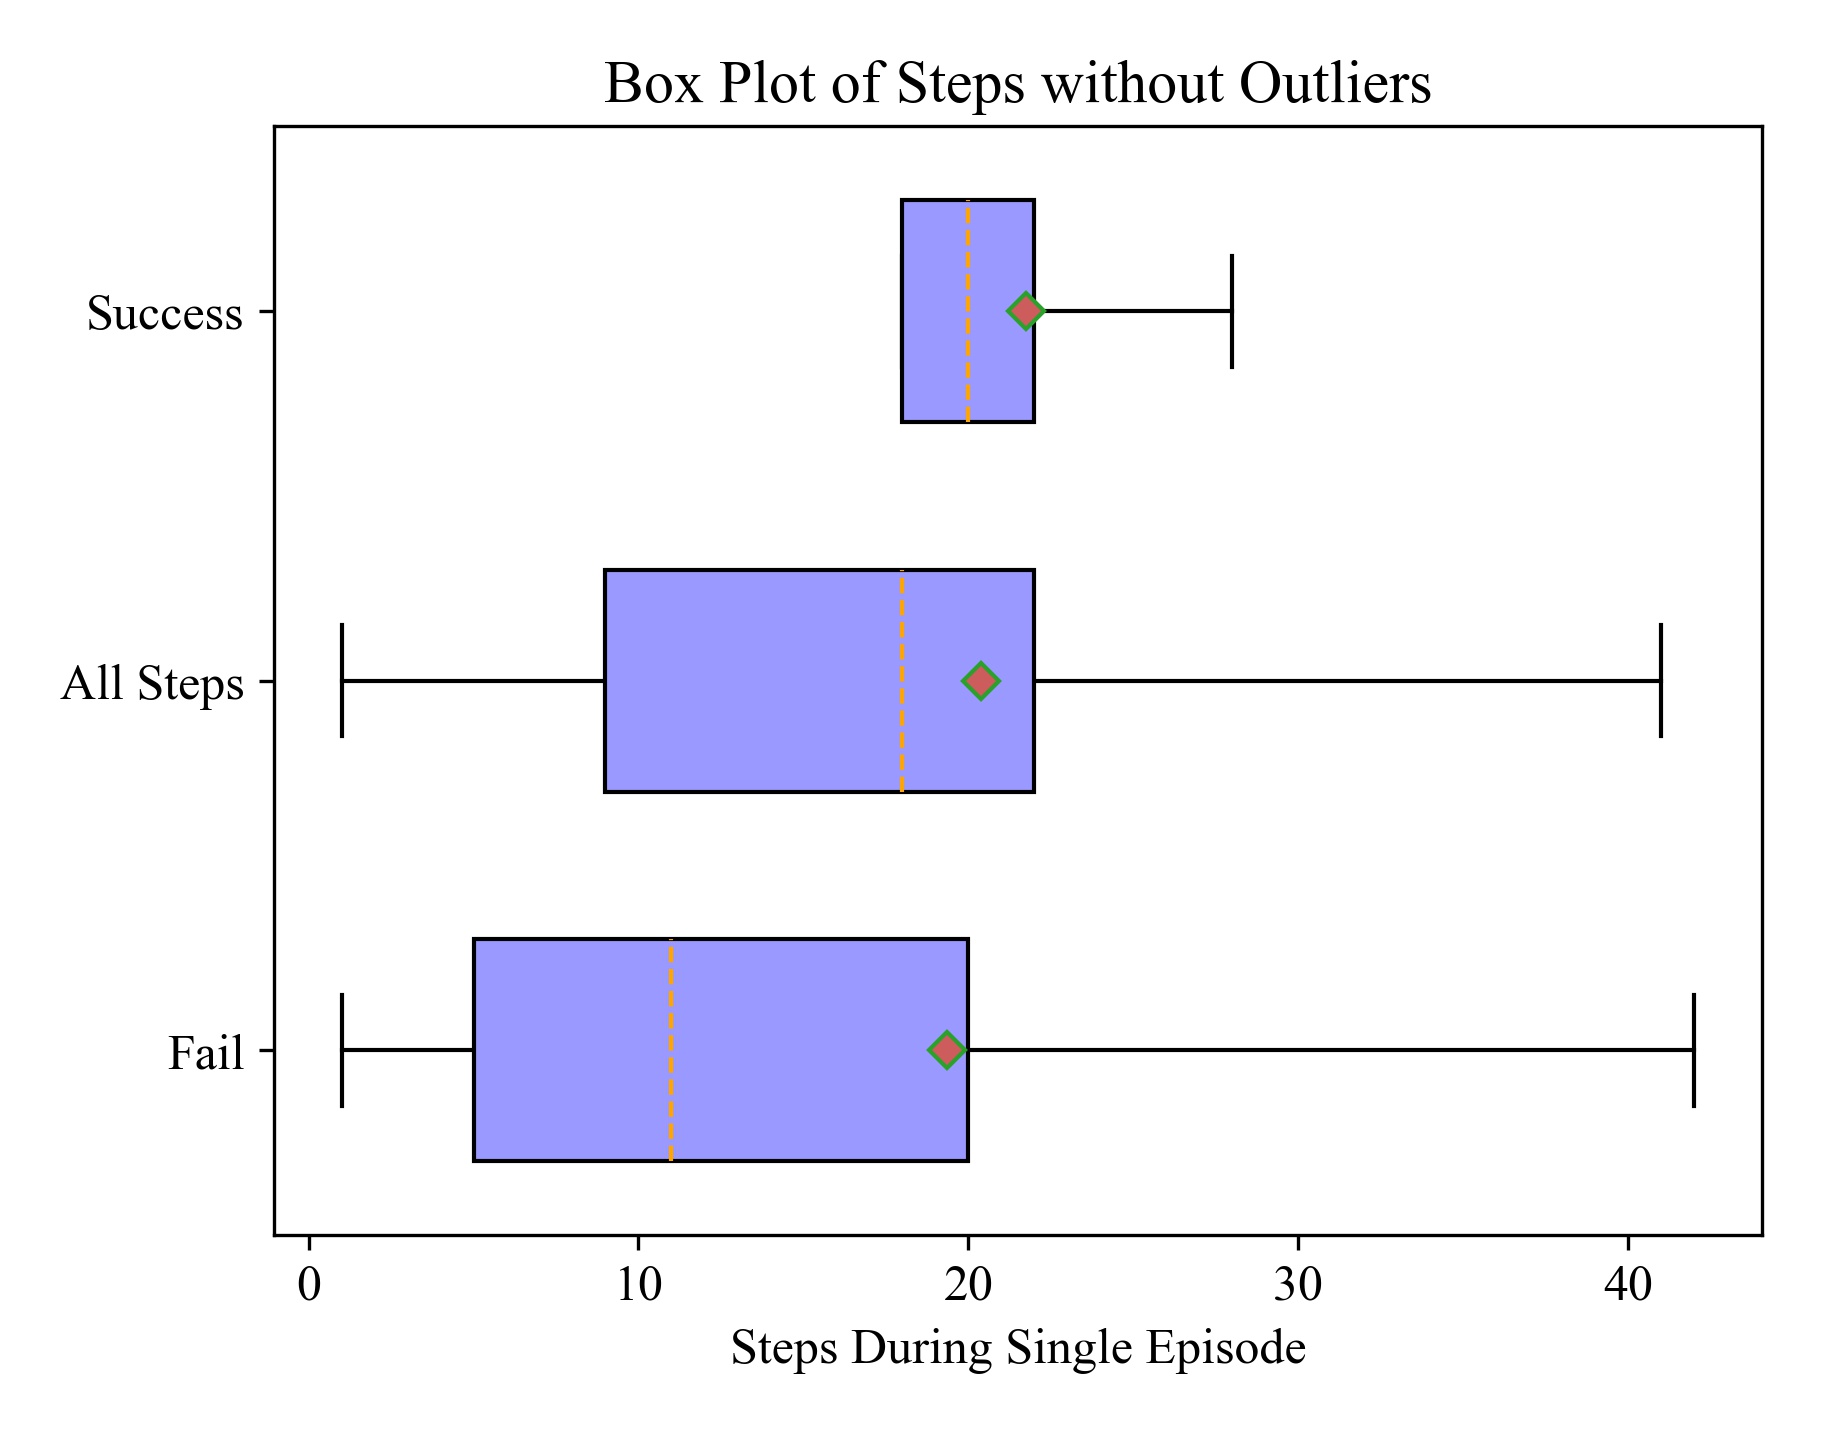 Box Plot of Steps without Outliers
Success
All Steps
Fail
0 10 20 30 40
Steps During Single Episode